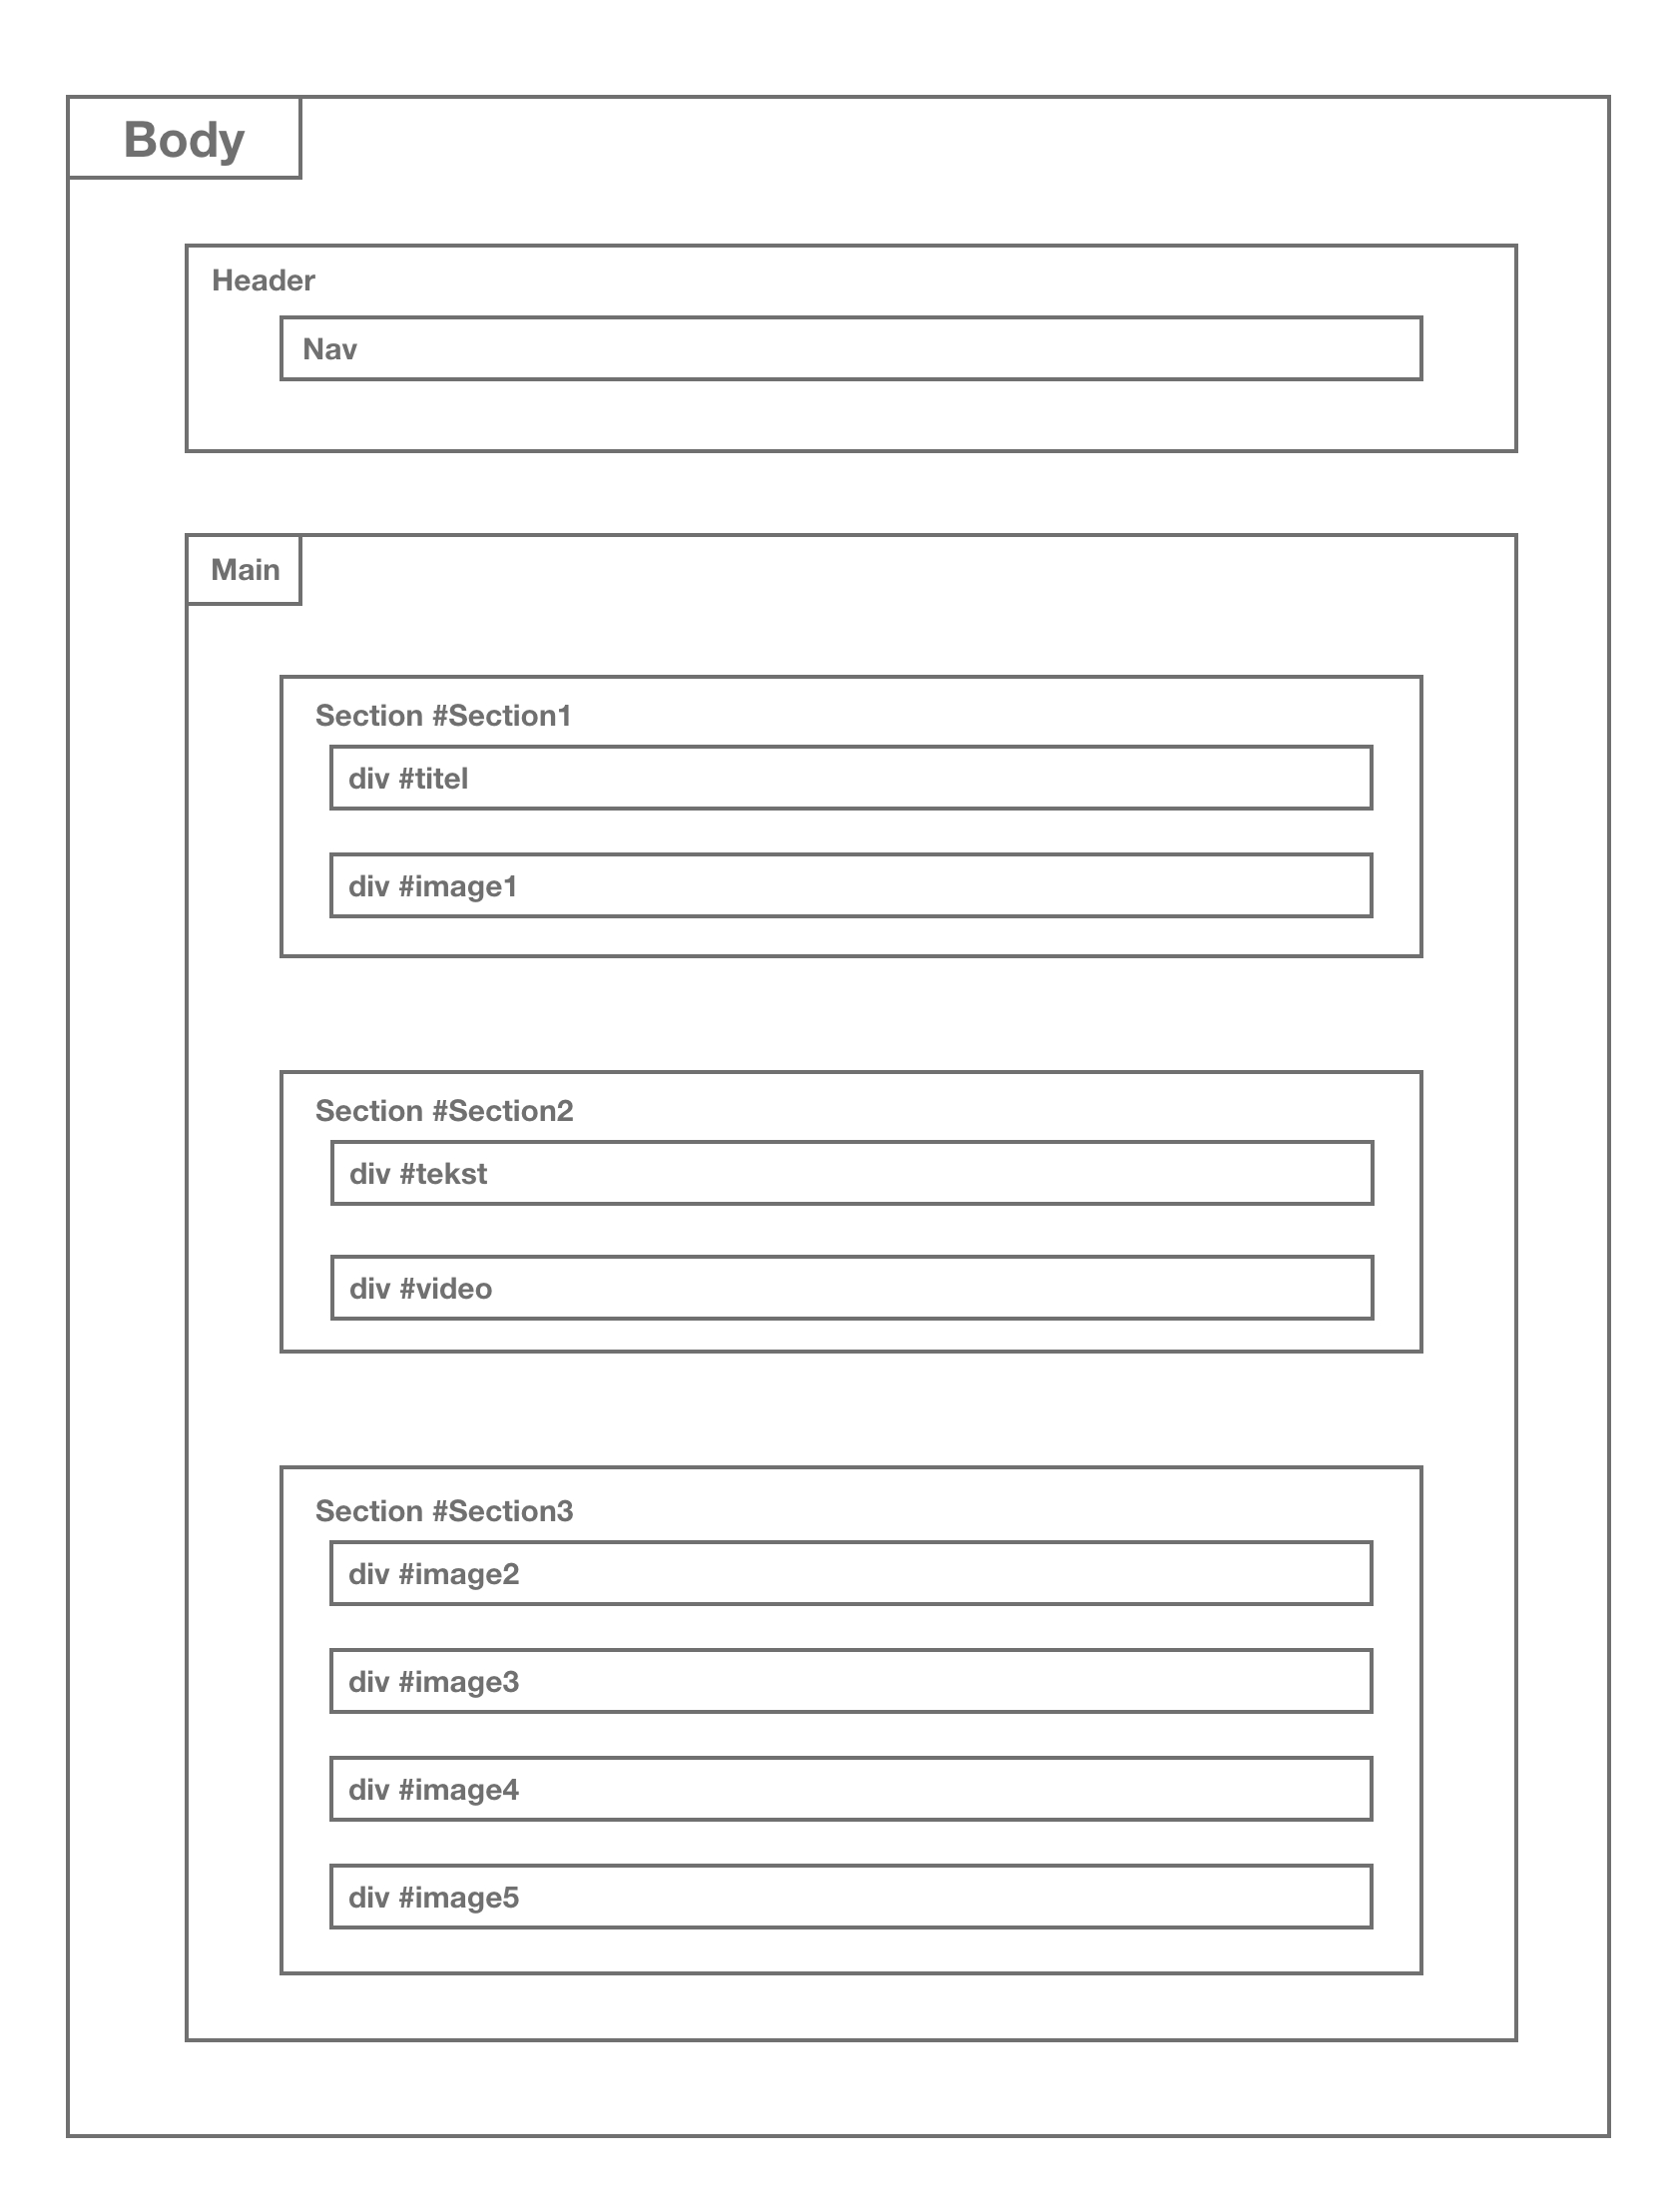 Body
Header
Nav
Main
Section #Section1
div #titel
div #image1
Section #Section2
div #tekst
div #video
Section #Section3
div #image2
div #image3
div #image4
div #image5